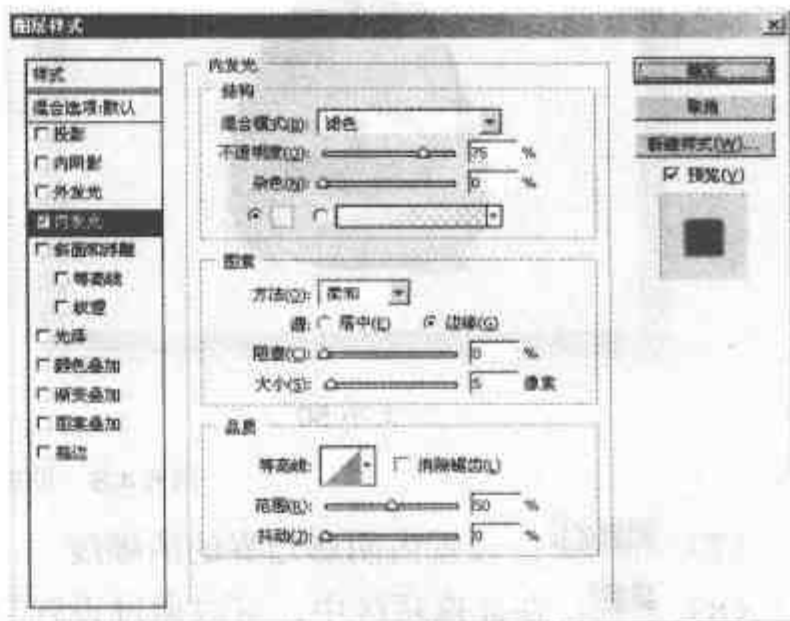 图层样式
样式
混合选项:默认
投影
内阴影
外发光
内发光
斜面和浮雕
等高线
纹理
光泽
颜色叠加
渐变叠加
图案叠加
描边
内发光
结构
混合模式(B): 滤色
不透明度(O): 75 %
杂色(N): 0 %
图素
方法(Q): 柔和
源: 居中(E) 边缘(G)
阻塞(C): 0 %
大小(S): 5 像素
品质
等高线: 消除锯齿(L)
范围(R): 50 %
抖动(J): 0 %
确定
取消
新建样式(W)...
预览(V)